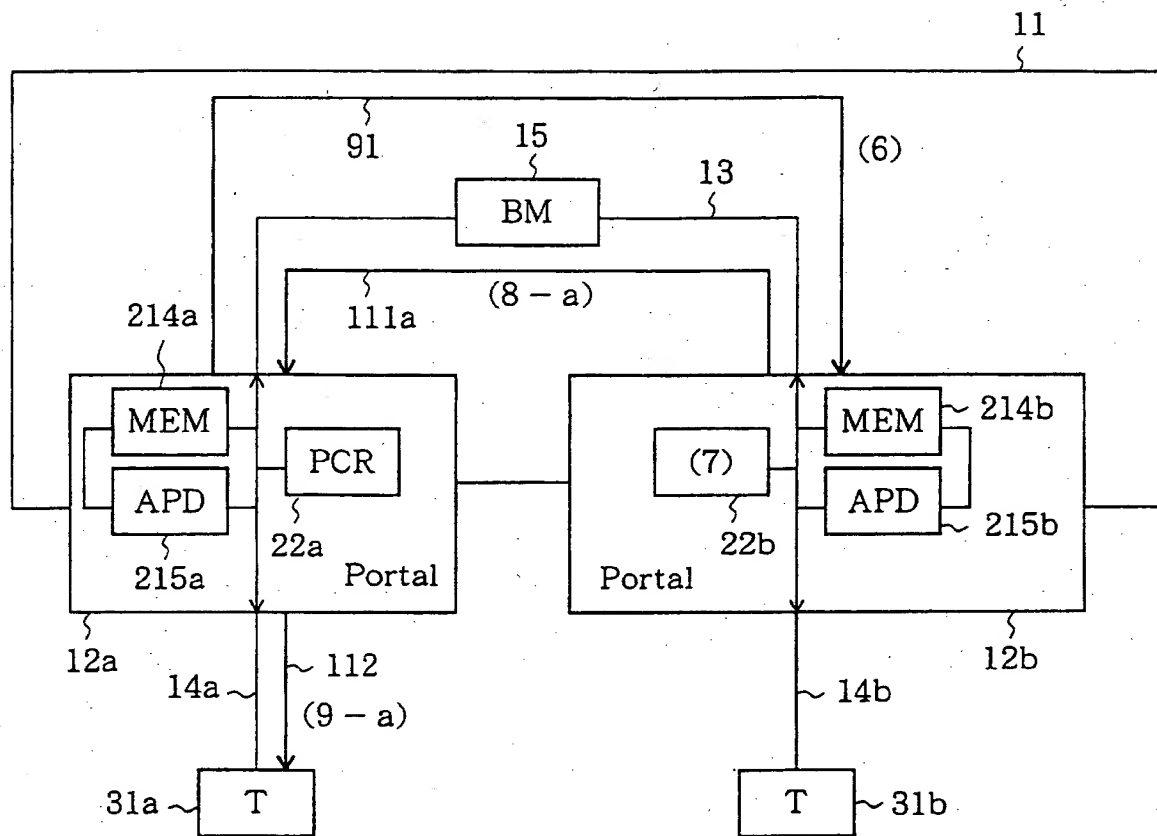 11
91
15
(6)
13
BM
(8-a)
111a
214a
MEM
MEM
214b
PCR
(7)
APD
APD
22a
22b
215b
215a
Portal
Portal
12a
112
12b
14a
14b
(9-a)
31a
T
T
31b